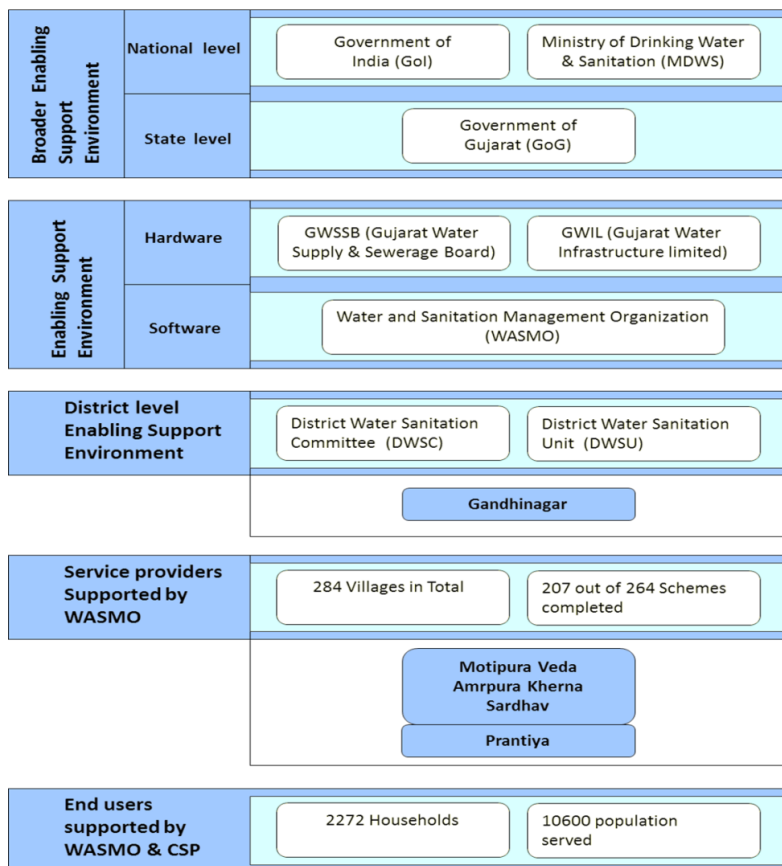 Broader Enabling
Support
Environment
National level
Government of
India (GoI)
Ministry of Drinking Water
& Sanitation (MDWS)
State level
Government of
Gujarat (GoG)
Enabling Support
Environment
Hardware
GWSSB (Gujarat Water
Supply & Sewerage Board)
GWIL (Gujarat Water
Infrastructure limited)
Software
Water and Sanitation Management Organization
(WASMO)
District level
Enabling Support
Environment
District Water Sanitation
Committee (DWSC)
District Water Sanitation
Unit (DWSU)
Gandhinagar
Service providers
Supported by
WASMO
284 Villages in Total
207 out of 264 Schemes
completed
Motipura Veda
Amrpura Kherna
Sardhav
Prantiya
End users
supported by
WASMO & CSP
2272 Households
10600 population
served